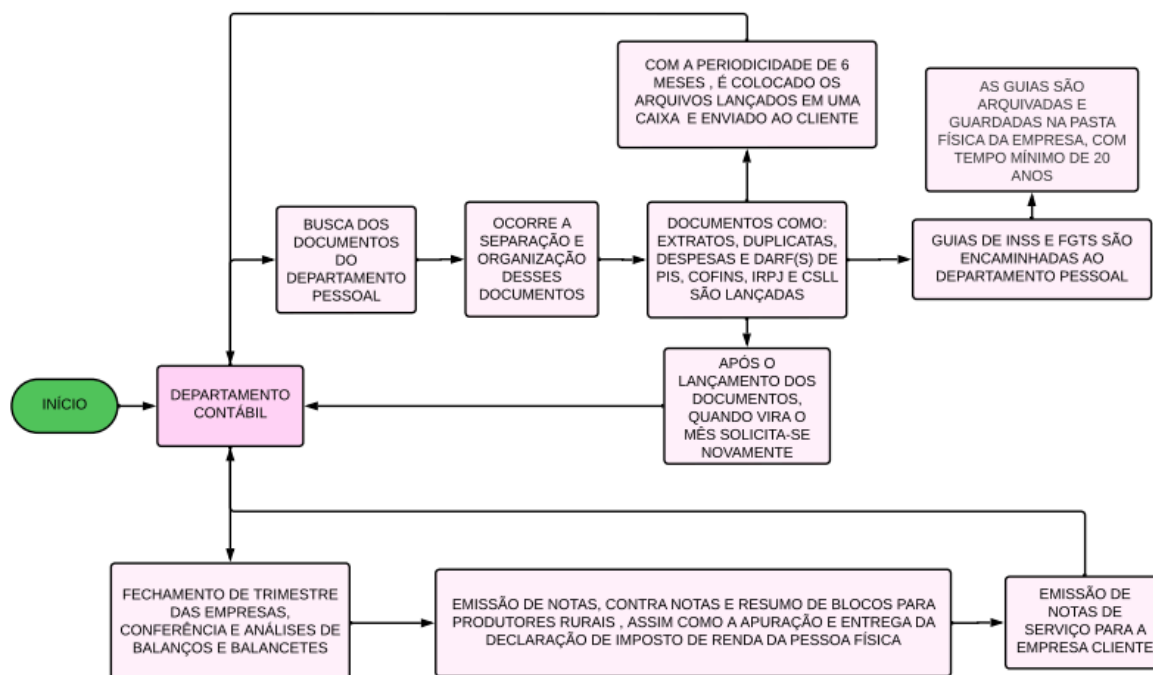 COM A PERIODICIDADE DE 6
MESES , É COLOCADO OS
ARQUIVOS LANÇADOS EM UMA
CAIXA E ENVIADO AO CLIENTE
AS GUIAS SÃO
ARQUIVADAS E
GUARDADAS NA PASTA
FÍSICA DA EMPRESA, COM
TEMPO MÍNIMO DE 20
ANOS
BUSCA DOS
DOCUMENTOS
DO
DEPARTAMENTO
PESSOAL
OCORRE A
SEPARAÇÃO E
ORGANIZAÇÃO
DESSES
DOCUMENTOS
DOCUMENTOS COMO:
EXTRATOS, DUPLICATAS,
DESPESAS E DARF(S) DE
PIS, COFINS, IRPJ E CSLL
SÃO LANÇADAS
GUIAS DE INSS E FGTS SÃO
ENCAMINHADAS AO
DEPARTAMENTO PESSOAL
INÍCIO
DEPARTAMENTO
CONTÁBIL
APÓS O
LANÇAMENTO DOS
DOCUMENTOS,
QUANDO VIRA O
MÊS SOLICITA-SE
NOVAMENTE
FECHAMENTO DE TRIMESTRE
DAS EMPRESAS,
CONFERÊNCIA E ANÁLISES DE
BALANÇOS E BALANCETES
EMISSÃO DE NOTAS, CONTRA NOTAS E RESUMO DE BLOCOS PARA
PRODUTORES RURAIS , ASSIM COMO A APURAÇÃO E ENTREGA DA
DECLARAÇÃO DE IMPOSTO DE RENDA DA PESSOA FÍSICA
EMISSÃO DE
NOTAS DE
SERVIÇO PARA A
EMPRESA CLIENTE